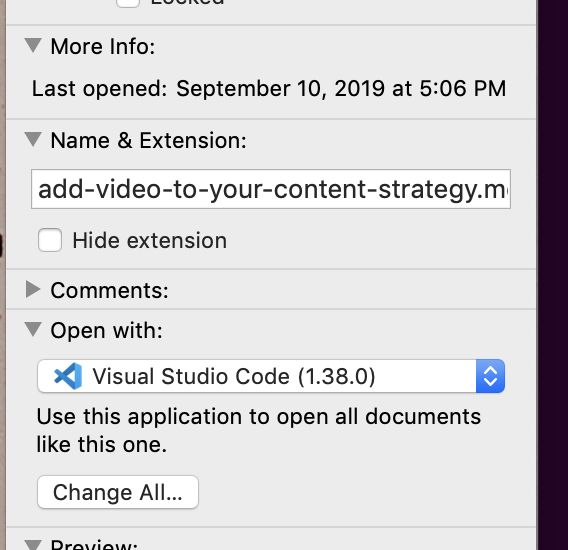 Locked
More Info:
Last opened: September 10, 2019 at 5:06 PM
Name & Extension:
add-video-to-your-content-strategy.m
Hide extension
Comments:
Open with:
Visual Studio Code (1.38.0)
Use this application to open all documents
like this one.
Change All...
Preview: